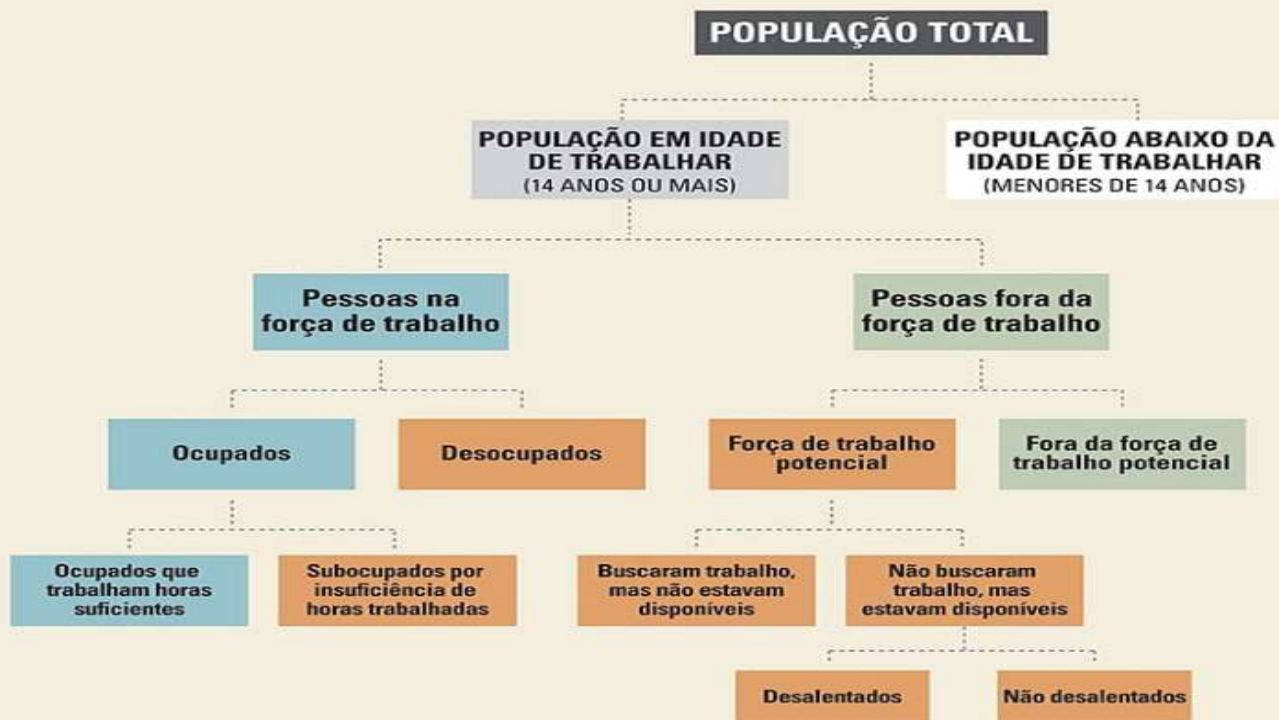 POPULAÇÃO TOTAL
POPULAÇÃO EM IDADE
DE TRABALHAR
(14 ANOS OU MAIS)
POPULAÇÃO ABAIXO DA
IDADE DE TRABALHAR
(MENORES DE 14 ANOS)
Pessoas na
força de trabalho
Pessoas fora da
força de trabalho
Ocupados
Desocupados
Força de trabalho
potencial
Fora da força de
trabalho potencial
Ocupados que
trabalham horas
suficientes
Subocupados por
insuficiência de
horas trabalhadas
Buscaram trabalho,
mas não estavam
disponíveis
Não buscaram
trabalho, mas
estavam disponíveis
Desalentados
Não desalentados